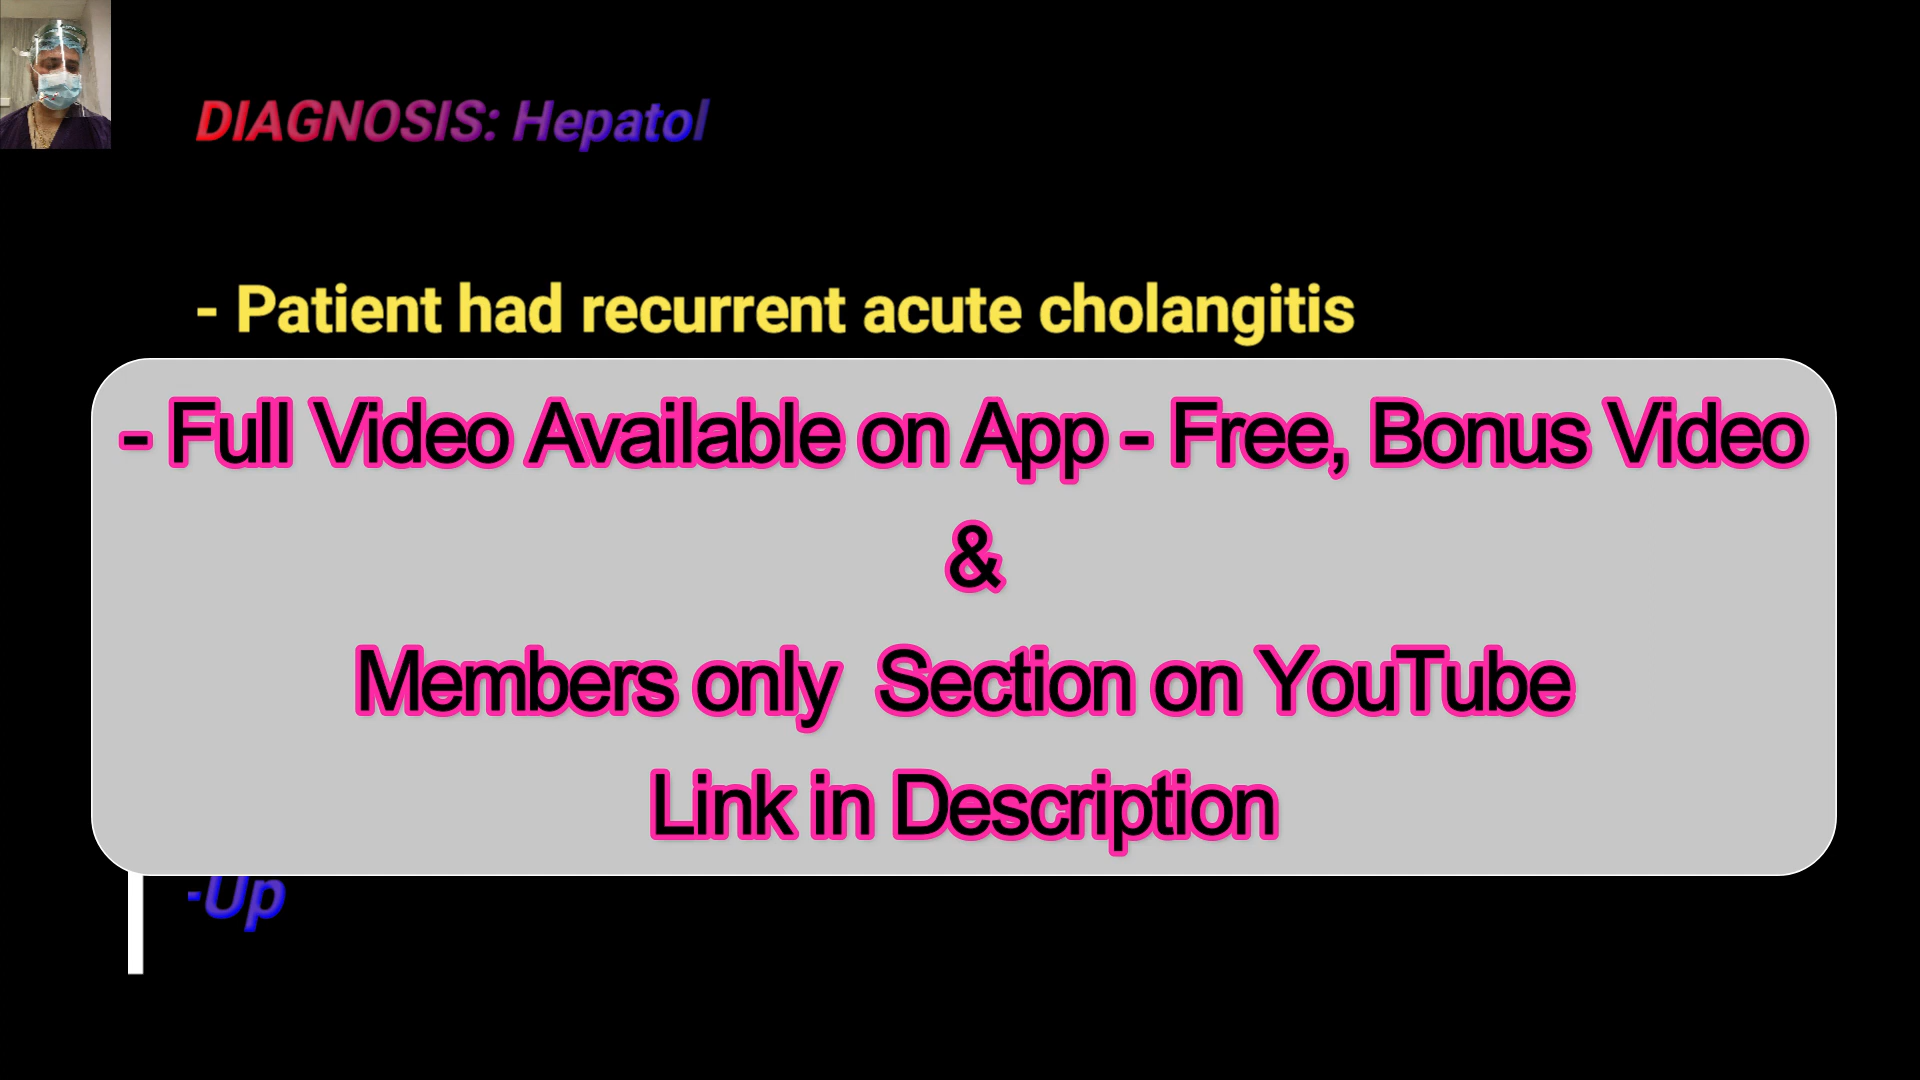 DIAGNOSIS: Hepatol
- Patient had recurrent acute cholangitis
- Full Video Available on App - Free, Bonus Video
&
Members only  Section on YouTube
Link in Description
-Up